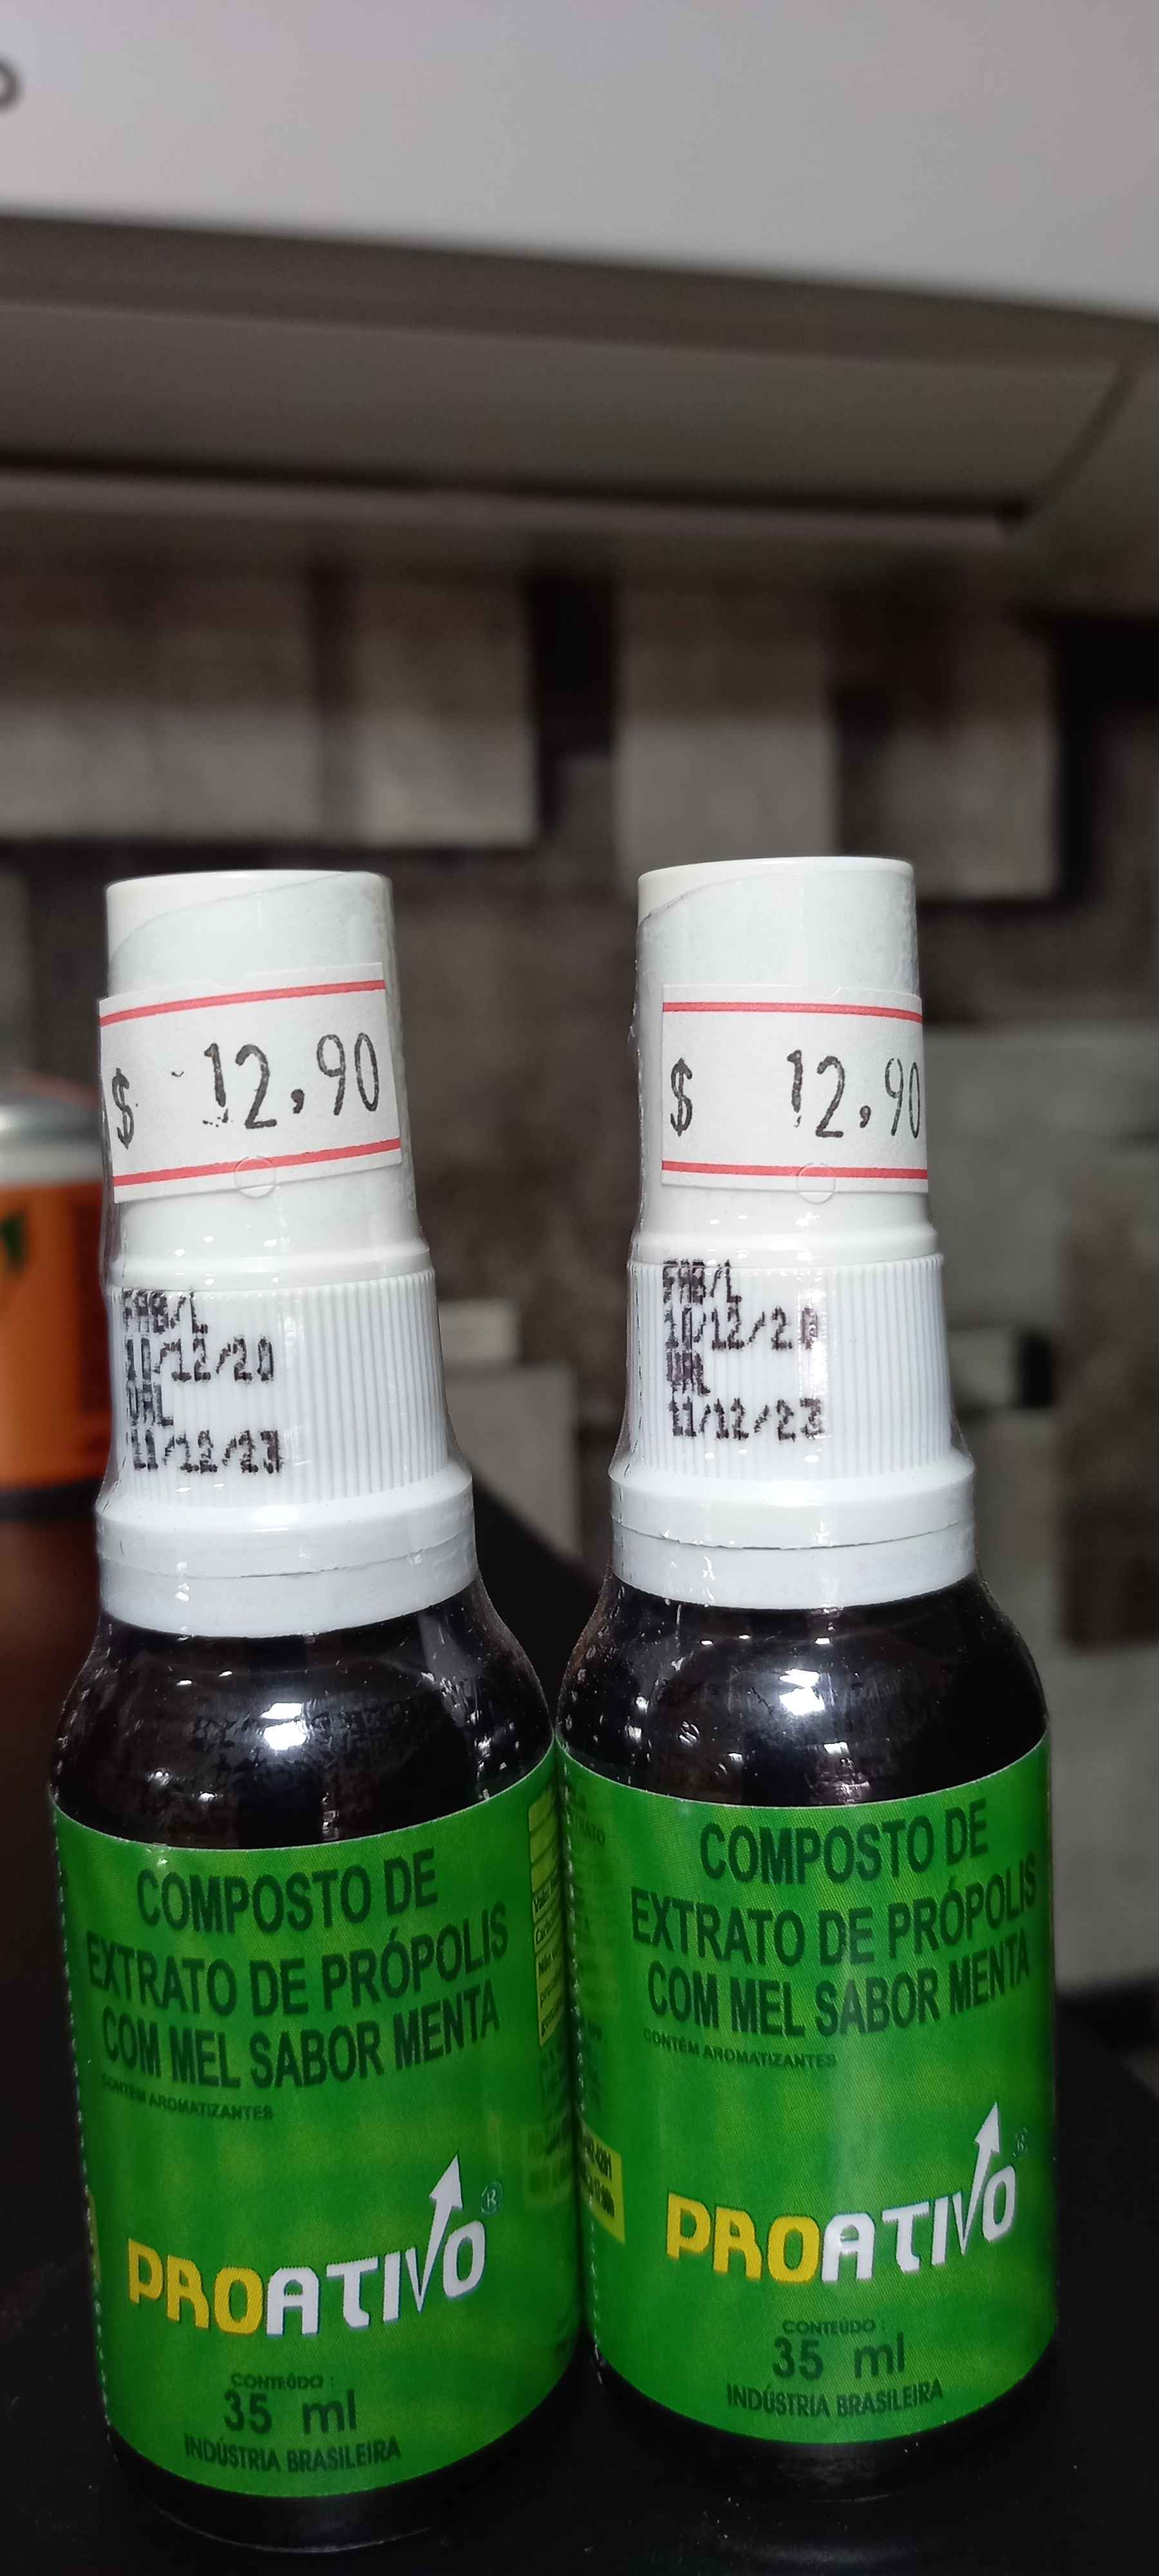 $ 12,90
FAB/L
10/12/20
VAL
11/12/23
COMPOSTO DE
EXTRATO DE PRÓPOLIS
COM MEL SABOR MENTA
CONTÉM AROMATIZANTES
PROATIVO®
CONTEÚDO :
35 ml
INDÚSTRIA BRASILEIRA
$ 12,90
FAB/L
10/12/20
VAL
11/12/23
COMPOSTO DE
EXTRATO DE PRÓPOLIS
COM MEL SABOR MENTA
CONTÉM AROMATIZANTES
PROATIVO®
CONTEÚDO :
35 ml
INDÚSTRIA BRASILEIRA